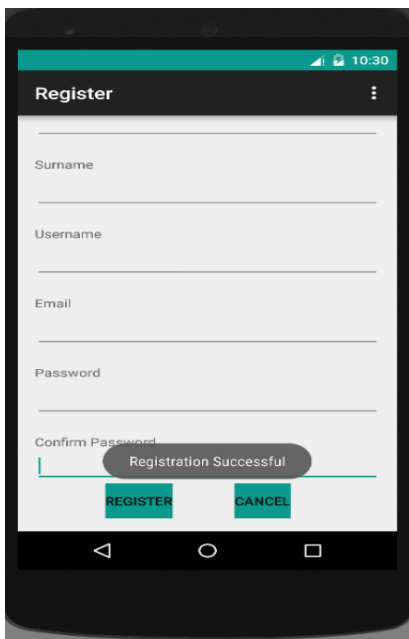 10:30
Register
Surname
Username
Email
Password
Confirm Password
Registration Successful
REGISTER CANCEL